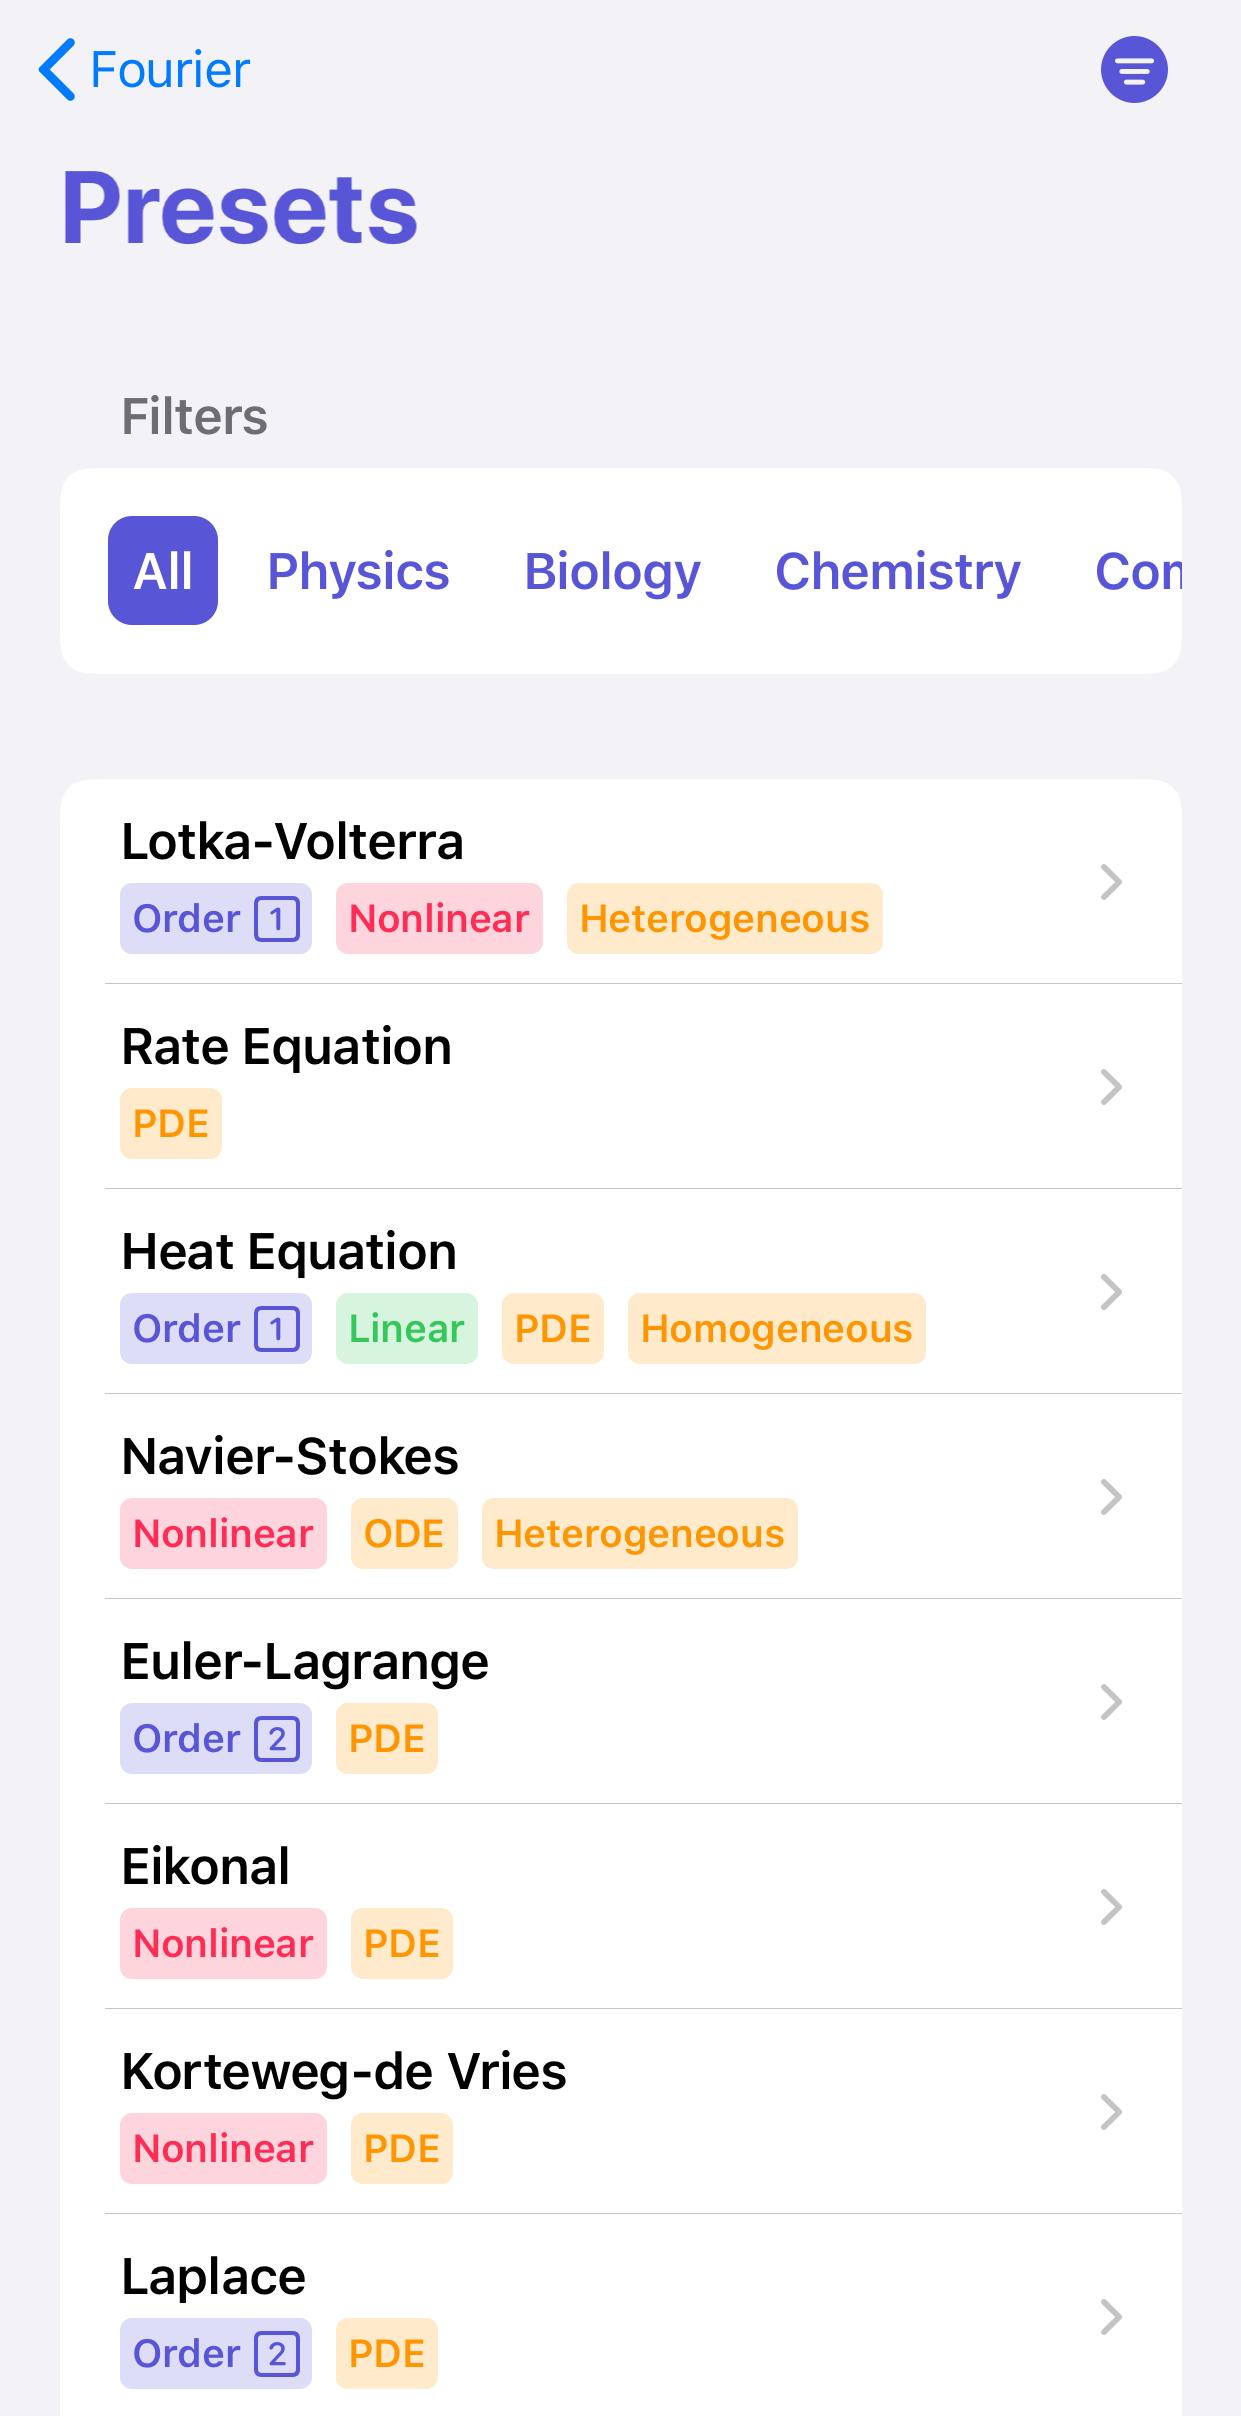 Fourier
Presets
Filters
All Physics Biology Chemistry Con
Lotka-Volterra
Order 1 Nonlinear Heterogeneous
Rate Equation
PDE
Heat Equation
Order 1 Linear PDE Homogeneous
Navier-Stokes
Nonlinear ODE Heterogeneous
Euler-Lagrange
Order 2 PDE
Eikonal
Nonlinear PDE
Korteweg-de Vries
Nonlinear PDE
Laplace
Order 2 PDE